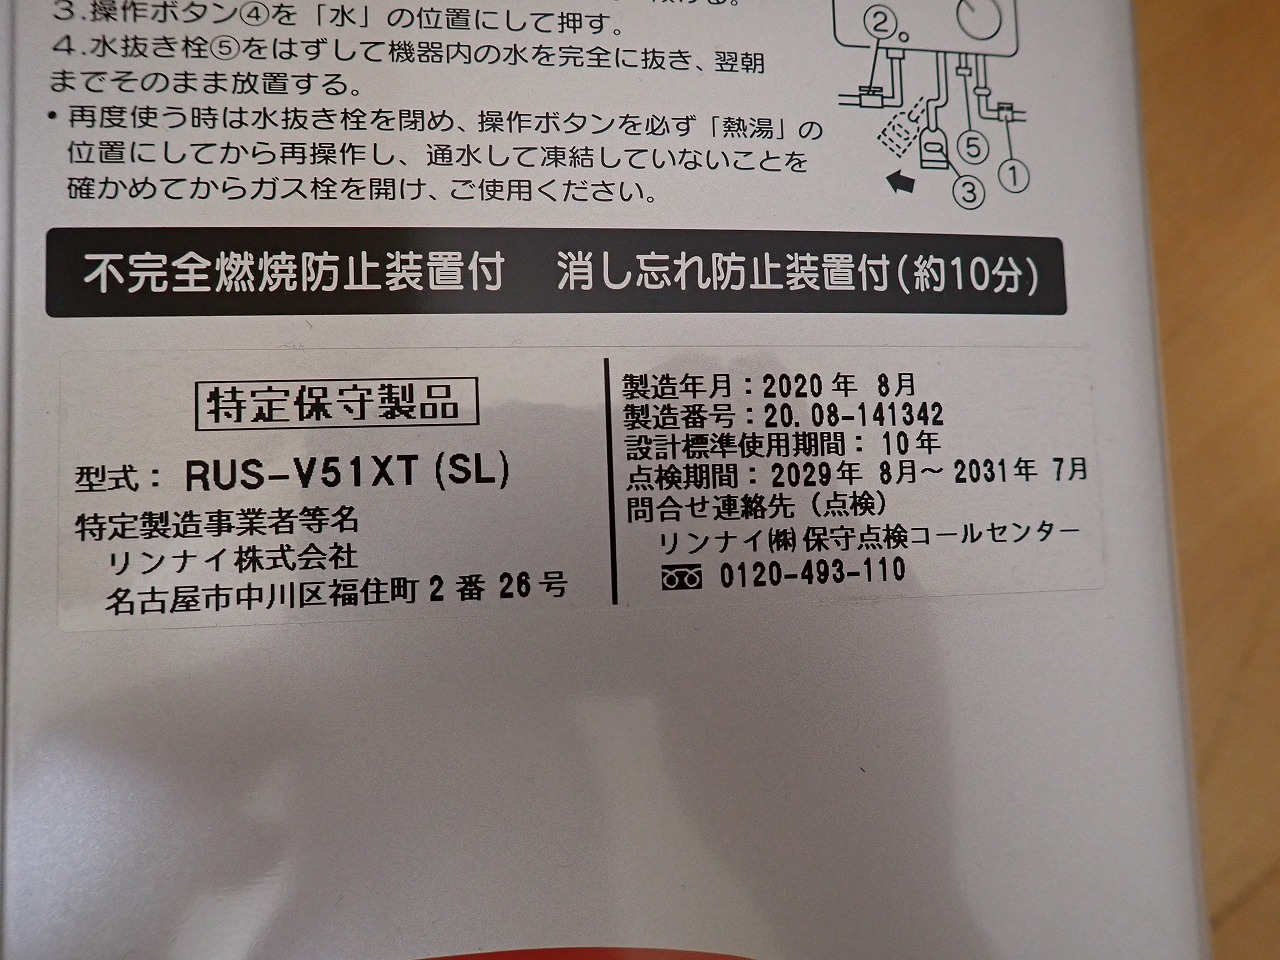 3.操作ボタン④を「水」の位置にして押す。
4.水抜き栓⑤をはずして機器内の水を完全に抜き、翌朝
までそのまま放置する。
• 再度使う時は水抜き栓を閉め、操作ボタンを必ず「熱湯」の
位置にしてから再操作し、通水して凍結していないことを
確かめてからガス栓を開け、ご使用ください。
②
⑤
③
①
不完全燃焼防止装置付 消し忘れ防止装置付(約10分)
特定保守製品
型式：RUS-V51XT(SL)
特定製造事業者等名
リンナイ株式会社
名古屋市中川区福住町2番26号
製造年月：2020年 8月
製造番号：20.08-141342
設計標準使用期間：10年
点検期間：2029年 8月～2031年 7月
問合せ連絡先（点検）
リンナイ㈱保守点検コールセンター
0120-493-110